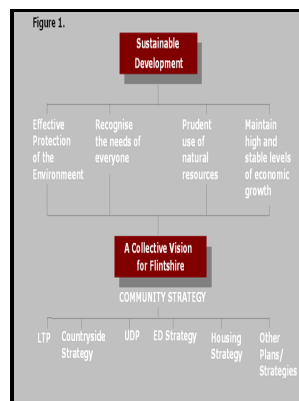 Figure 1.
Sustainable
Development
Effective
Protection
of the
Environment
Recognise
the needs of
everyone
Prudent
use of
natural
resources
Maintain
high and
stable levels
of economic
growth
A Collective Vision
for Flintshire
COMMUNITY STRATEGY
LTP
Countryside
Strategy
UDP
ED Strategy
Housing
Strategy
Other
Plans/
Strategies